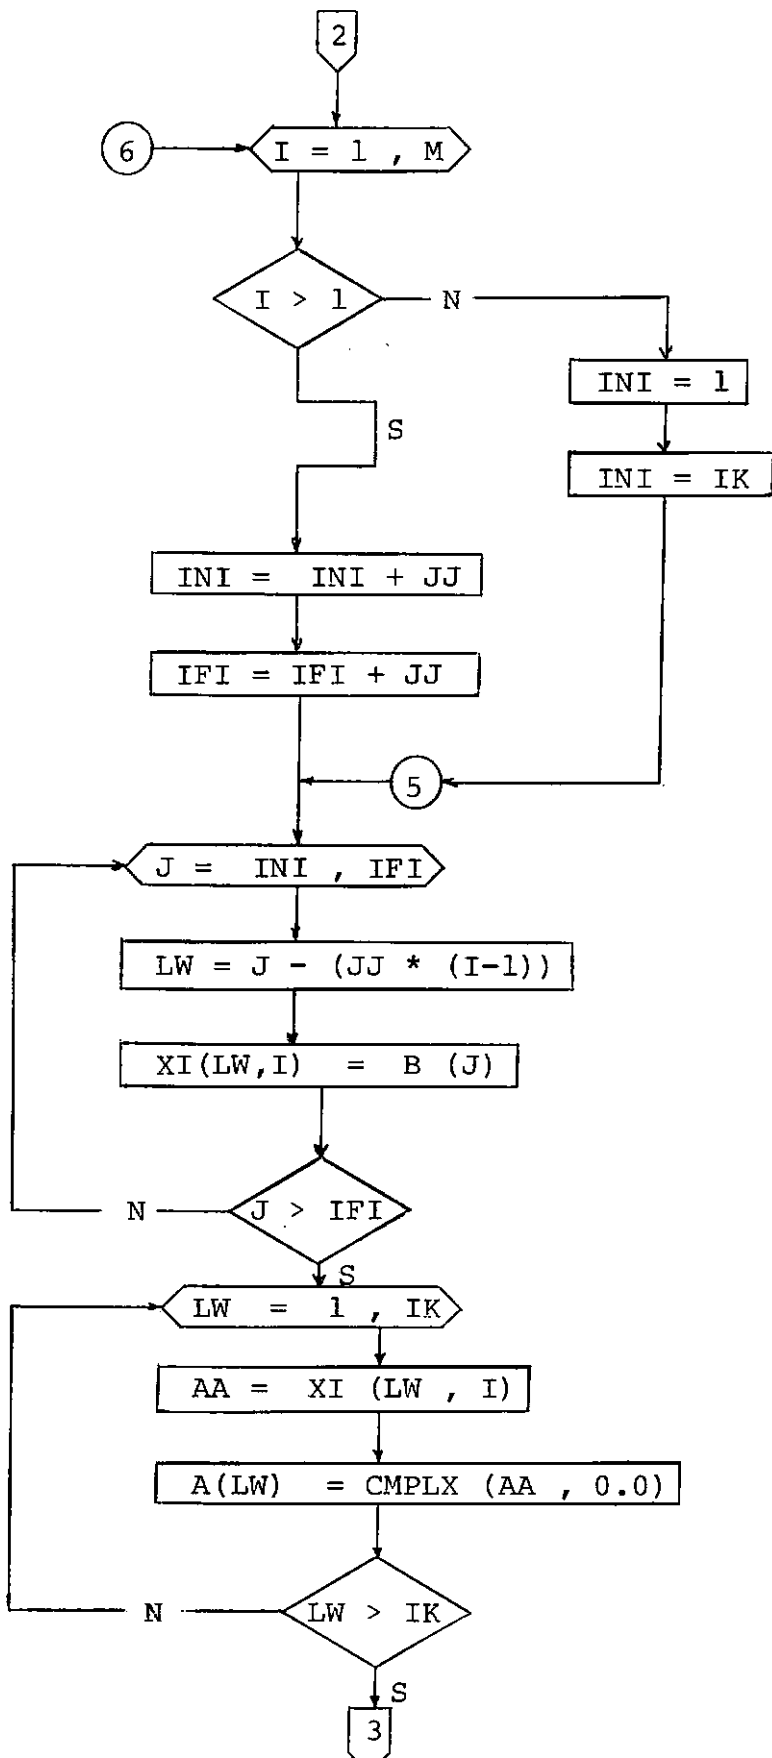 2
6
I = 1 , M
I > 1
N
INI = 1
S
INI = IK
INI = INI + JJ
IFI = IFI + JJ
5
J = INI , IFI
LW = J - (JJ * (I-1))
XI(LW,I) = B (J)
N
J > IFI
S
LW = 1 , IK
AA = XI (LW , I)
A(LW) = CMPLX (AA , 0.0)
N
LW > IK
S
3